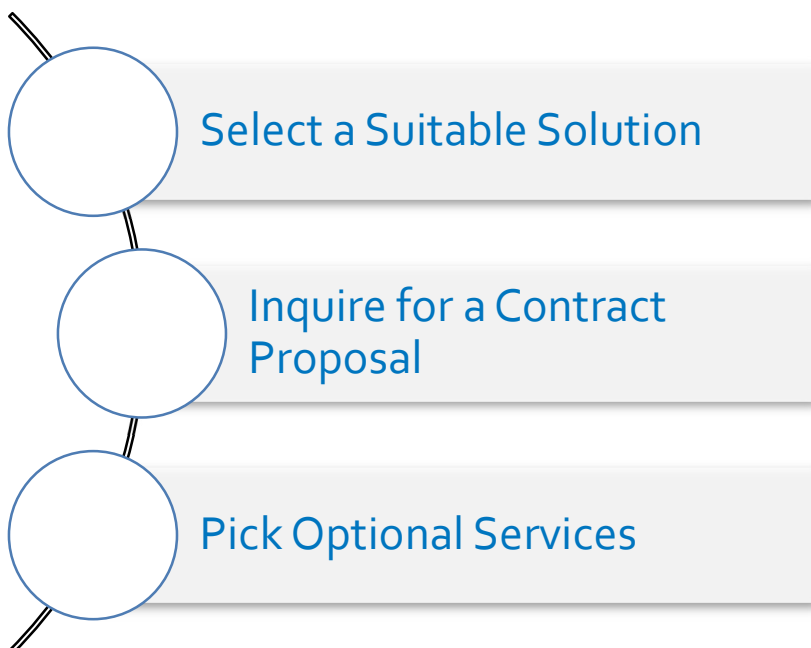 Select a Suitable Solution
Inquire for a Contract
Proposal
Pick Optional Services